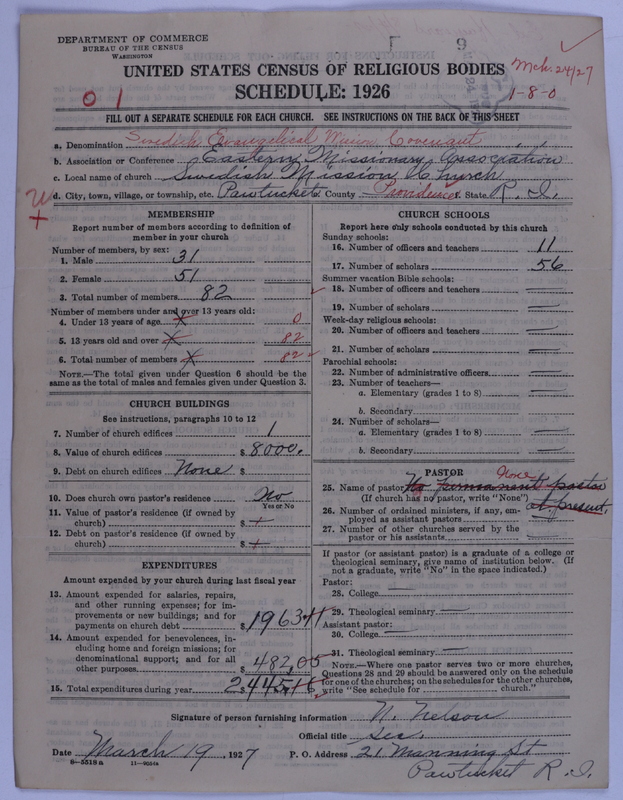 DEPARTMENT OF COMMERCE
BUREAU OF THE CENSUS
WASHINGTON
Mch. 24/27
UNITED STATES CENSUS OF RELIGIOUS BODIES
SCHEDULE: 1926
0 1
1-8-0
FILL OUT A SEPARATE SCHEDULE FOR EACH CHURCH. SEE INSTRUCTIONS ON THE BACK OF THIS SHEET
a. Denomination Swedish Evangelical Mission Covenant
b. Association or Conference Eastern Missionary Association
c. Local name of church Swedish Mission Church
d. City, town, village, or township, etc. Pawtucket County Providence State R. I.
MEMBERSHIP
Report number of members according to definition of
member in your church
Number of members, by sex:
1. Male 31
2. Female 51
3. Total number of members 82
Number of members under and over 13 years old:
4. Under 13 years of age x 0
5. 13 years old and over x 82
6. Total number of members x 82
NOTE.—The total given under Question 6 should be
same as the total of males and females given under Question 3.
CHURCH BUILDINGS
See instructions, paragraphs 10 to 12
7. Number of church edifices 1
8. Value of church edifices $ 8000.
9. Debt on church edifices None $
10. Does church own pastor's residence No
Yes or No
11. Value of pastor's residence (if owned by
church) $
12. Debt on pastor's residence (if owned by
church) $
EXPENDITURES
Amount expended by your church during last fiscal year
13. Amount expended for salaries, repairs,
and other running expenses; for im-
provements or new buildings; and for
payments on church debt $ 1963.11
14. Amount expended for benevolences, in-
cluding home and foreign missions; for
denominational support; and for all
other purposes $ 482,05
15. Total expenditures during year $ 2445.16
CHURCH SCHOOLS
Report here only schools conducted by this church
Sunday schools:
16. Number of officers and teachers 11
17. Number of scholars 56
Summer vacation Bible schools:
18. Number of officers and teachers —
19. Number of scholars —
Week-day religious schools:
20. Number of officers and teachers —
21. Number of scholars —
Parochial schools:
22. Number of administrative officers —
23. Number of teachers—
a. Elementary (grades 1 to 8) —
b. Secondary —
24. Number of scholars—
a. Elementary (grades 1 to 8) —
b. Secondary —
PASTOR
None
25. Name of pastor No permanent pastor
(If church has no pastor, write "None") at present.
26. Number of ordained ministers, if any, em-
ployed as assistant pastors
27. Number of other churches served by the
pastor or his assistants
If pastor (or assistant pastor) is a graduate of a college or
theological seminary, give name of institution below. (If
not a graduate, write "No" in the space indicated.)
Pastor:
28. College —
29. Theological seminary —
Assistant pastor:
30. College —
31. Theological seminary —
NOTE.—Where one pastor serves two or more churches,
Questions 28 and 29 should be answered only on the schedule
for one of the churches; on the schedules for the other churches,
write "See schedule for church."
Signature of person furnishing information N. Nelson
Official title Sec.
Date March 19, 1927 P. O. Address 21 Manning St
8-5518a
Pawtucket R. I.